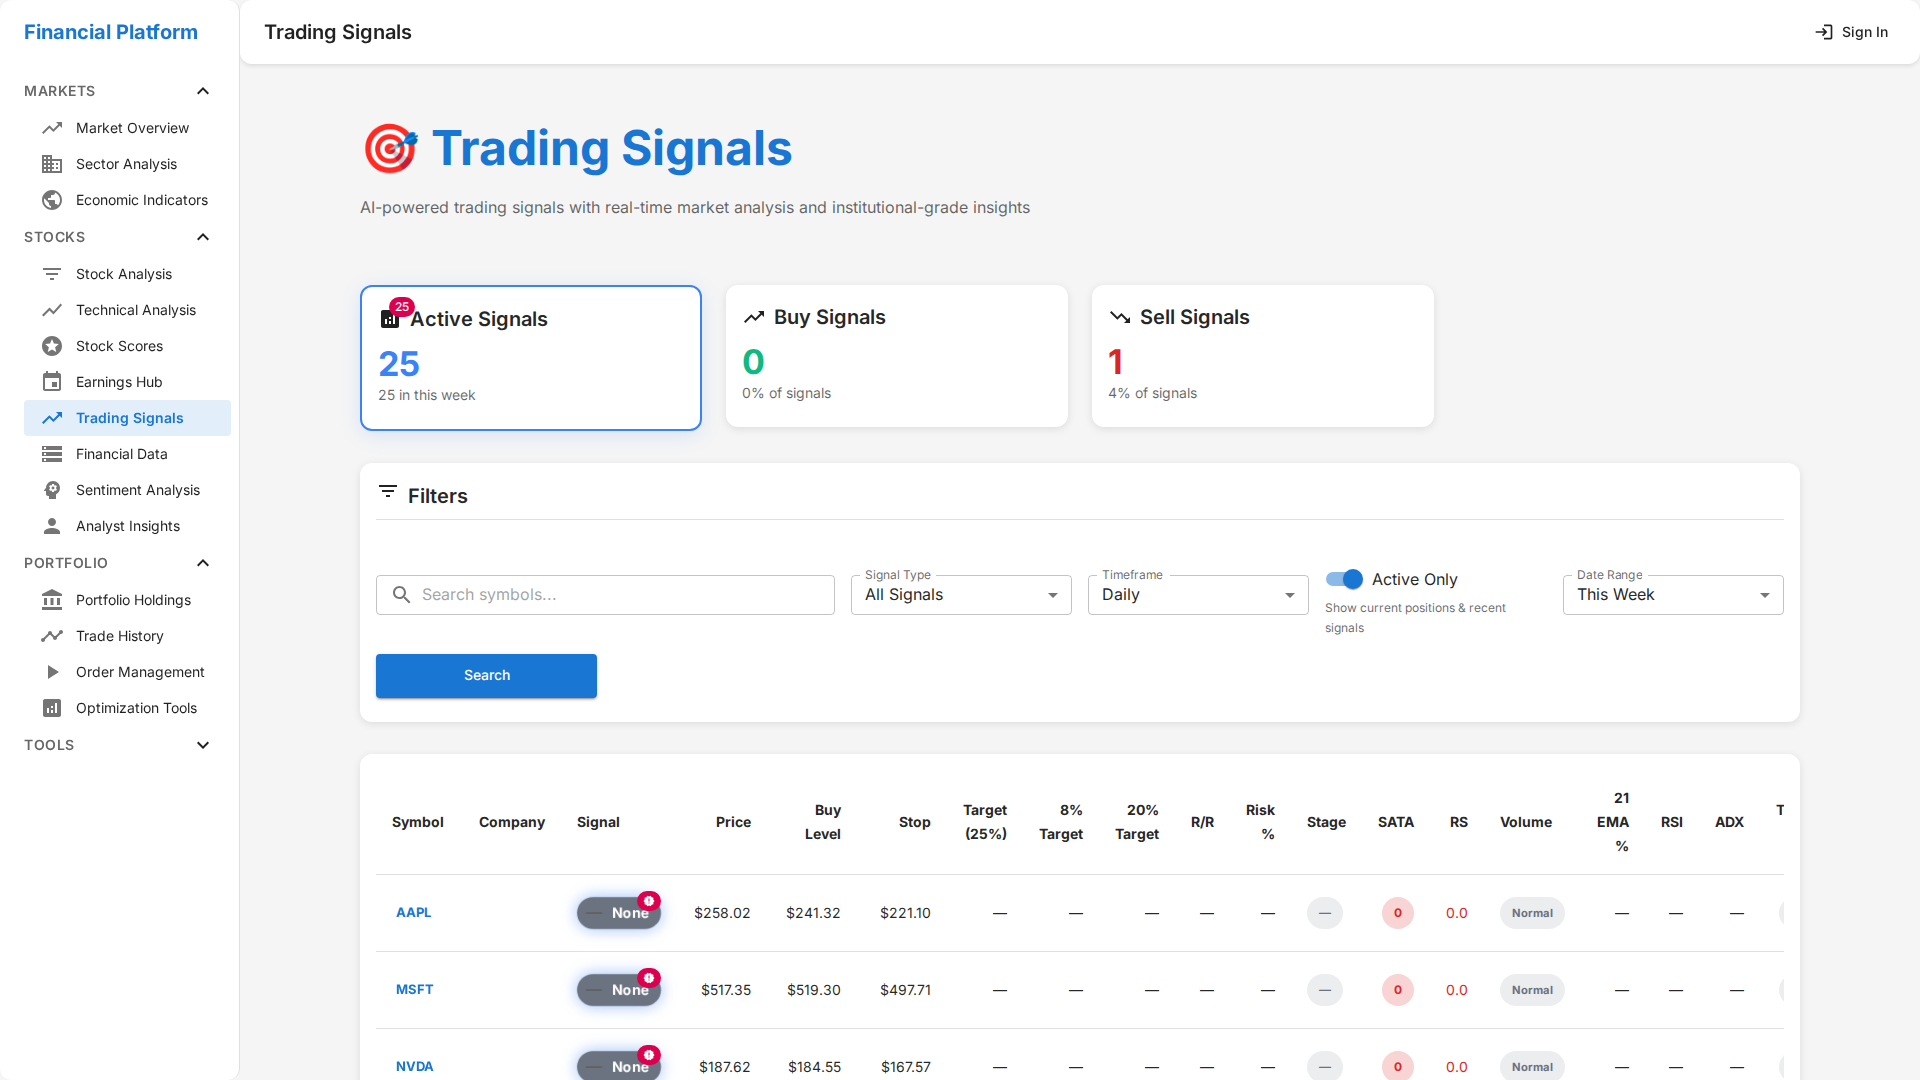 Financial Platform
Trading Signals
Sign In
MARKETS
Market Overview
Sector Analysis
Economic Indicators
STOCKS
Stock Analysis
Technical Analysis
Stock Scores
Earnings Hub
Trading Signals
Financial Data
Sentiment Analysis
Analyst Insights
PORTFOLIO
Portfolio Holdings
Trade History
Order Management
Optimization Tools
TOOLS
Trading Signals
AI-powered trading signals with real-time market analysis and institutional-grade insights
25
Active Signals
25
25 in this week
Buy Signals
0
0% of signals
Sell Signals
1
4% of signals
Filters
Search symbols...
Signal Type
All Signals
Timeframe
Daily
Active Only
Show current positions & recent
signals
Date Range
This Week
Search
Symbol Company Signal Price Buy Level Stop Target (25%) 8% Target 20% Target R/R Risk % Stage SATA RS Volume 21 EMA % RSI ADX T
AAPL — None $258.02 $241.32 $221.10 — — — — — — 0 0.0 Normal — — —
MSFT — None $517.35 $519.30 $497.71 — — — — — — 0 0.0 Normal — — —
NVDA — None $187.62 $184.55 $167.57 — — — — — — 0 0.0 Normal — — —